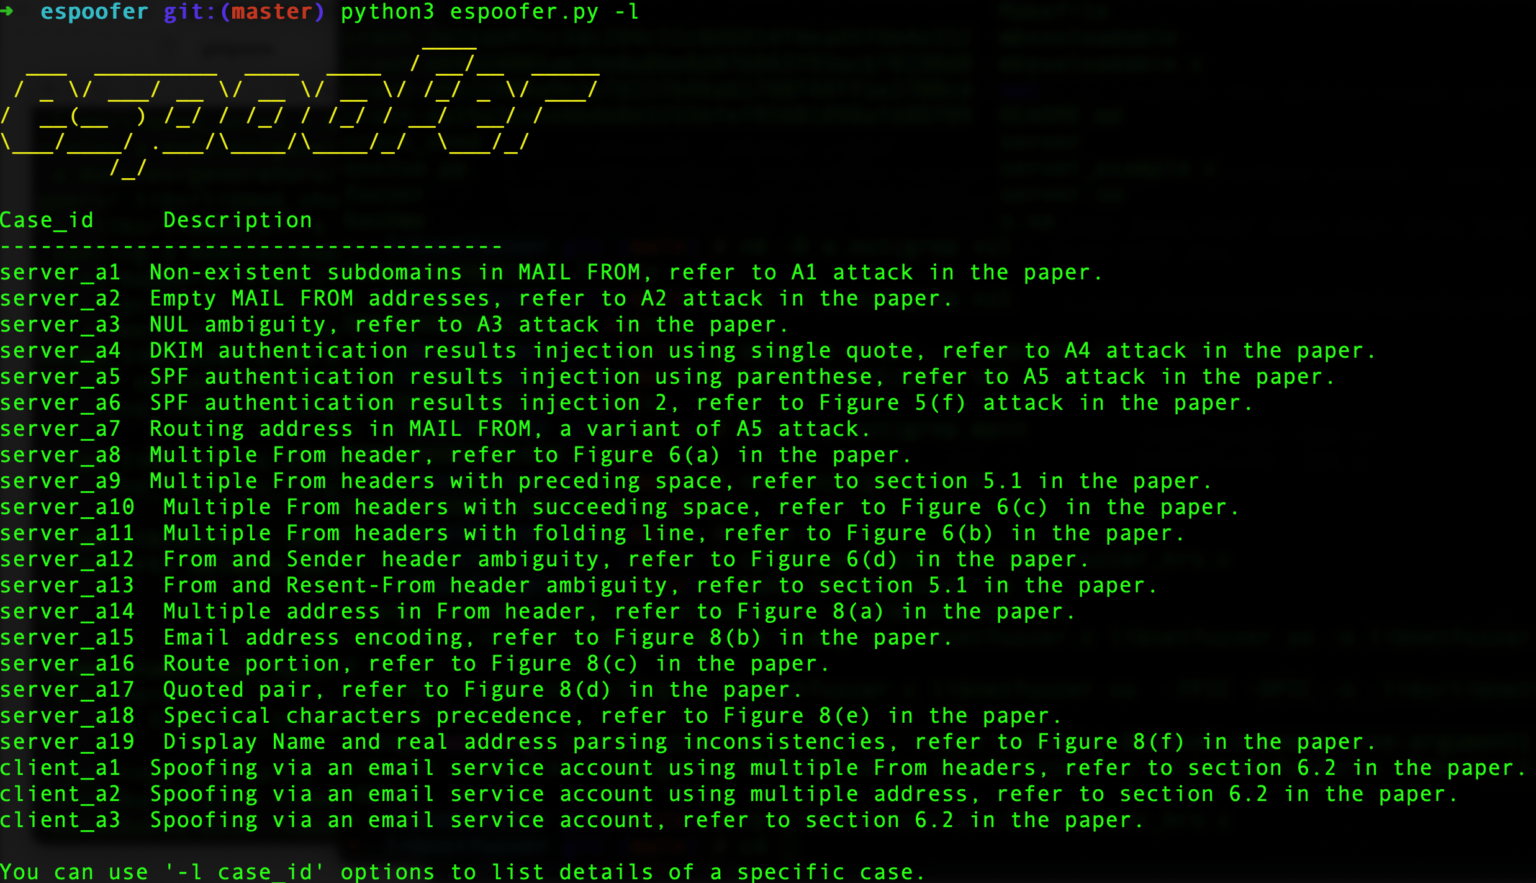 ➜  espoofer git:(master) python3 espoofer.py -l
espoofer
Case_id     Description
-------------------------------------
server_a1  Non-existent subdomains in MAIL FROM, refer to A1 attack in the paper.
server_a2  Empty MAIL FROM addresses, refer to A2 attack in the paper.
server_a3  NUL ambiguity, refer to A3 attack in the paper.
server_a4  DKIM authentication results injection using single quote, refer to A4 attack in the paper.
server_a5  SPF authentication results injection using parenthese, refer to A5 attack in the paper.
server_a6  SPF authentication results injection 2, refer to Figure 5(f) attack in the paper.
server_a7  Routing address in MAIL FROM, a variant of A5 attack.
server_a8  Multiple From header, refer to Figure 6(a) in the paper.
server_a9  Multiple From headers with preceding space, refer to section 5.1 in the paper.
server_a10  Multiple From headers with succeeding space, refer to Figure 6(c) in the paper.
server_a11  Multiple From headers with folding line, refer to Figure 6(b) in the paper.
server_a12  From and Sender header ambiguity, refer to Figure 6(d) in the paper.
server_a13  From and Resent-From header ambiguity, refer to section 5.1 in the paper.
server_a14  Multiple address in From header, refer to Figure 8(a) in the paper.
server_a15  Email address encoding, refer to Figure 8(b) in the paper.
server_a16  Route portion, refer to Figure 8(c) in the paper.
server_a17  Quoted pair, refer to Figure 8(d) in the paper.
server_a18  Specical characters precedence, refer to Figure 8(e) in the paper.
server_a19  Display Name and real address parsing inconsistencies, refer to Figure 8(f) in the paper.
client_a1  Spoofing via an email service account using multiple From headers, refer to section 6.2 in the paper.
client_a2  Spoofing via an email service account using multiple address, refer to section 6.2 in the paper.
client_a3  Spoofing via an email service account, refer to section 6.2 in the paper.
You can use '-l case_id' options to list details of a specific case.